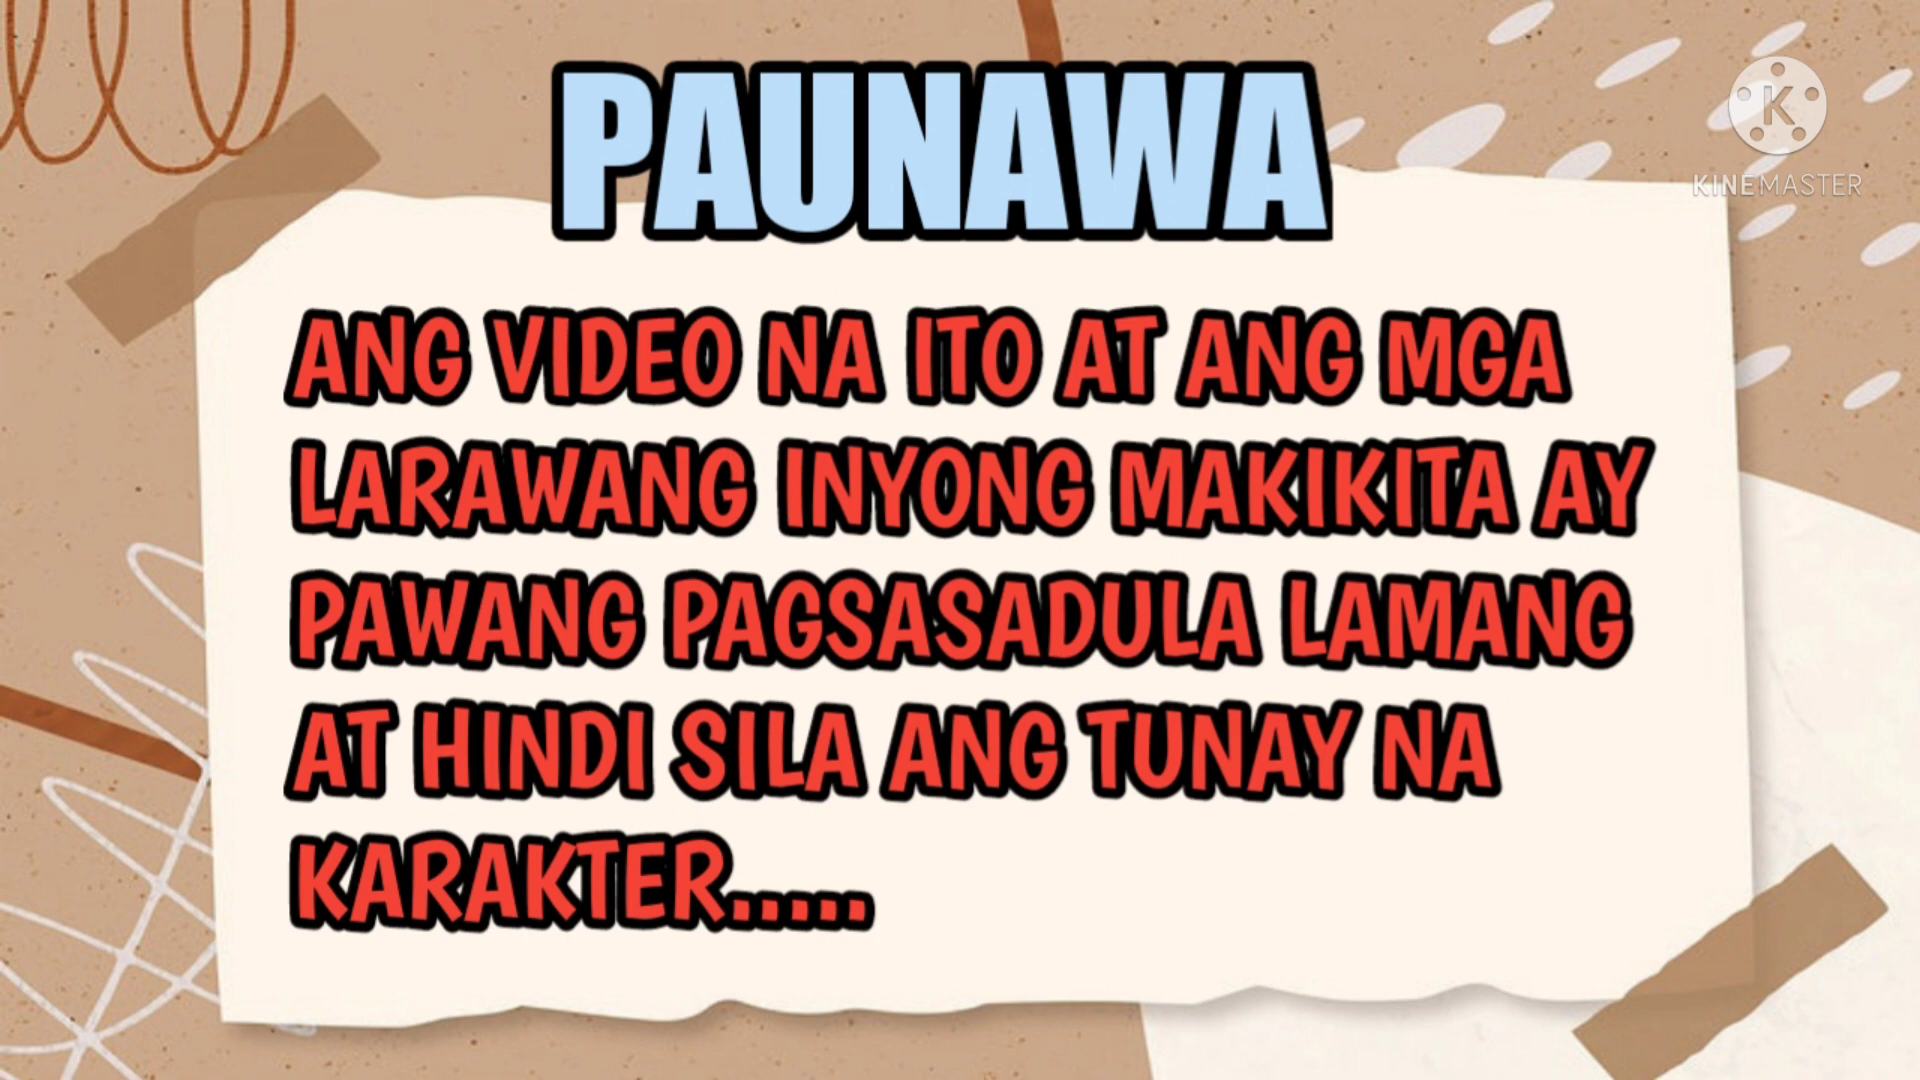 PAUNAWA
K
KINEMASTER
ANG VIDEO NA ITO AT ANG MGA
LARAWANG INYONG MAKIKITA AY
PAWANG PAGSASADULA LAMANG
AT HINDI SILA ANG TUNAY NA
KARAKTER.....